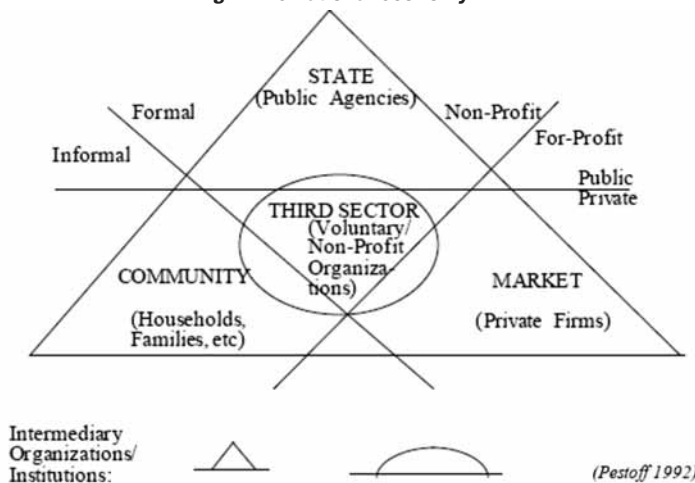 STATE
(Public Agencies)
Formal
Non-Profit
Informal
For-Profit
Public
Private
THIRD SECTOR
(Voluntary/
Non-Profit
Organiza-
tions)
COMMUNITY
(Households,
Families, etc)
MARKET
(Private Firms)
Intermediary
Organizations/
Institutions:
(Pestoff 1992)